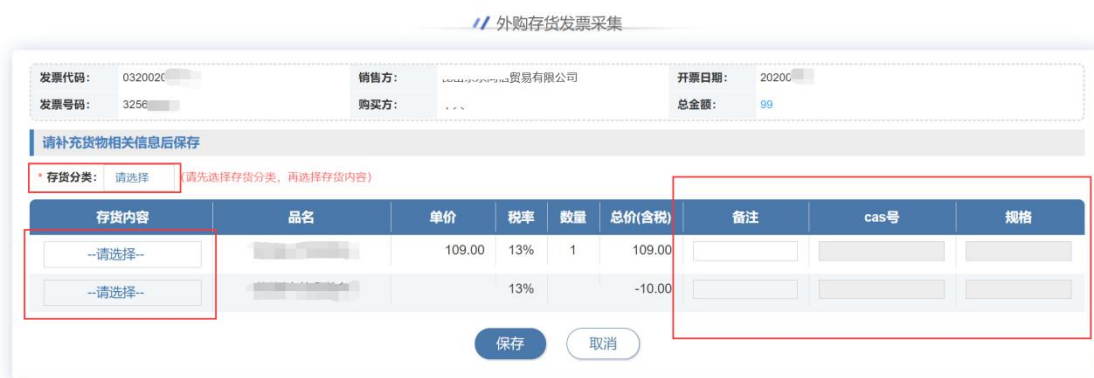 外购存货发票采集
发票代码: 032002 销售方: 贸易有限公司 开票日期: 20200
发票号码: 3256 购买方: 总金额: 99
请补充货物相关信息后保存
* 存货分类: 请选择 (请先选择存货分类，再选择存货内容)
存货内容 品名 单价 税率 数量 总价(含税) 备注 cas号 规格
--请选择-- 109.00 13% 1 109.00
--请选择-- 13% -10.00
保存 取消